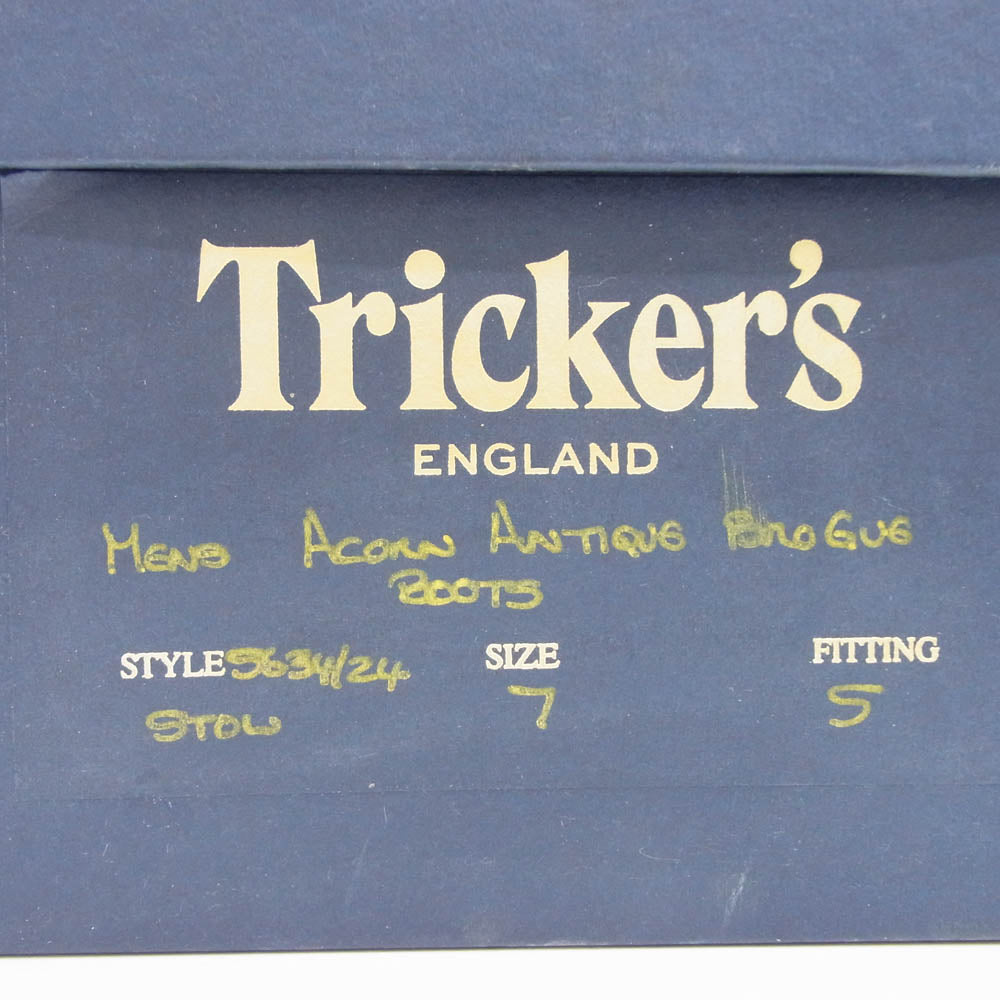 Tricker's
ENGLAND
MENS ACORN ANTIQUE BROGUE
BOOTS
STYLE 5634/24 SIZE FITTING
STOW 7 5